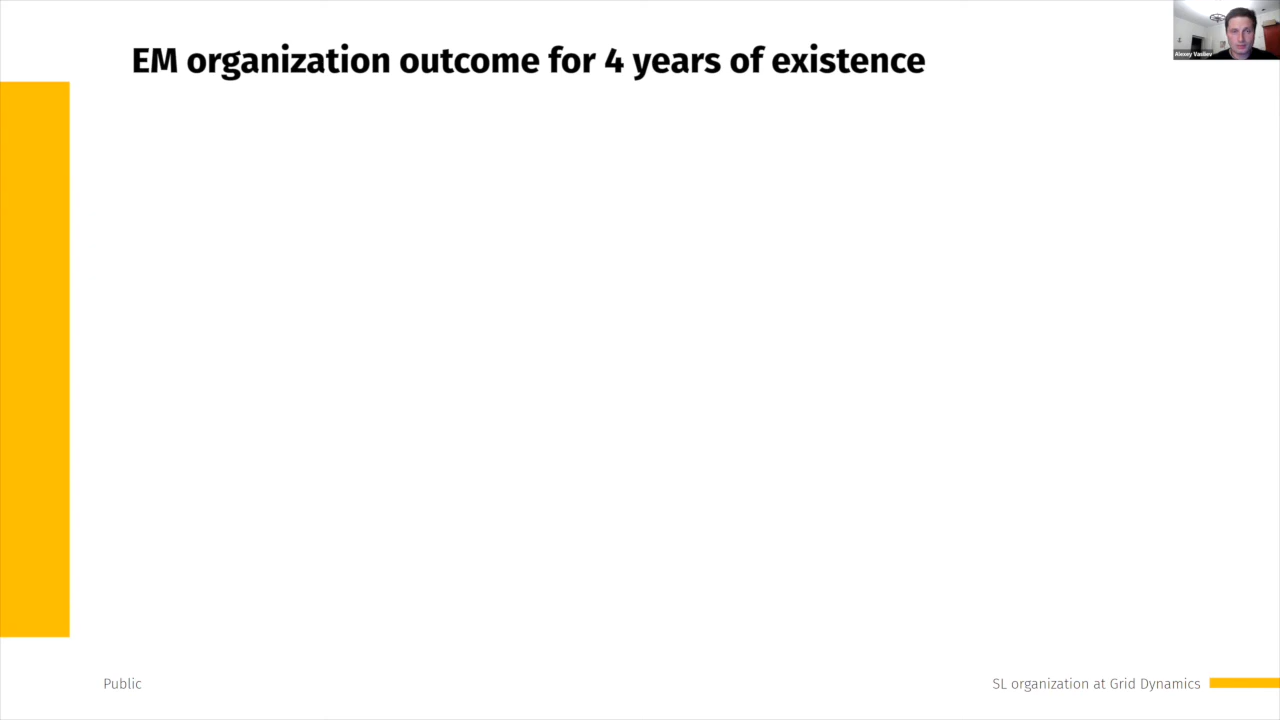 EM organization outcome for 4 years of existence
Alexey Vasilev
Public
SL organization at Grid Dynamics